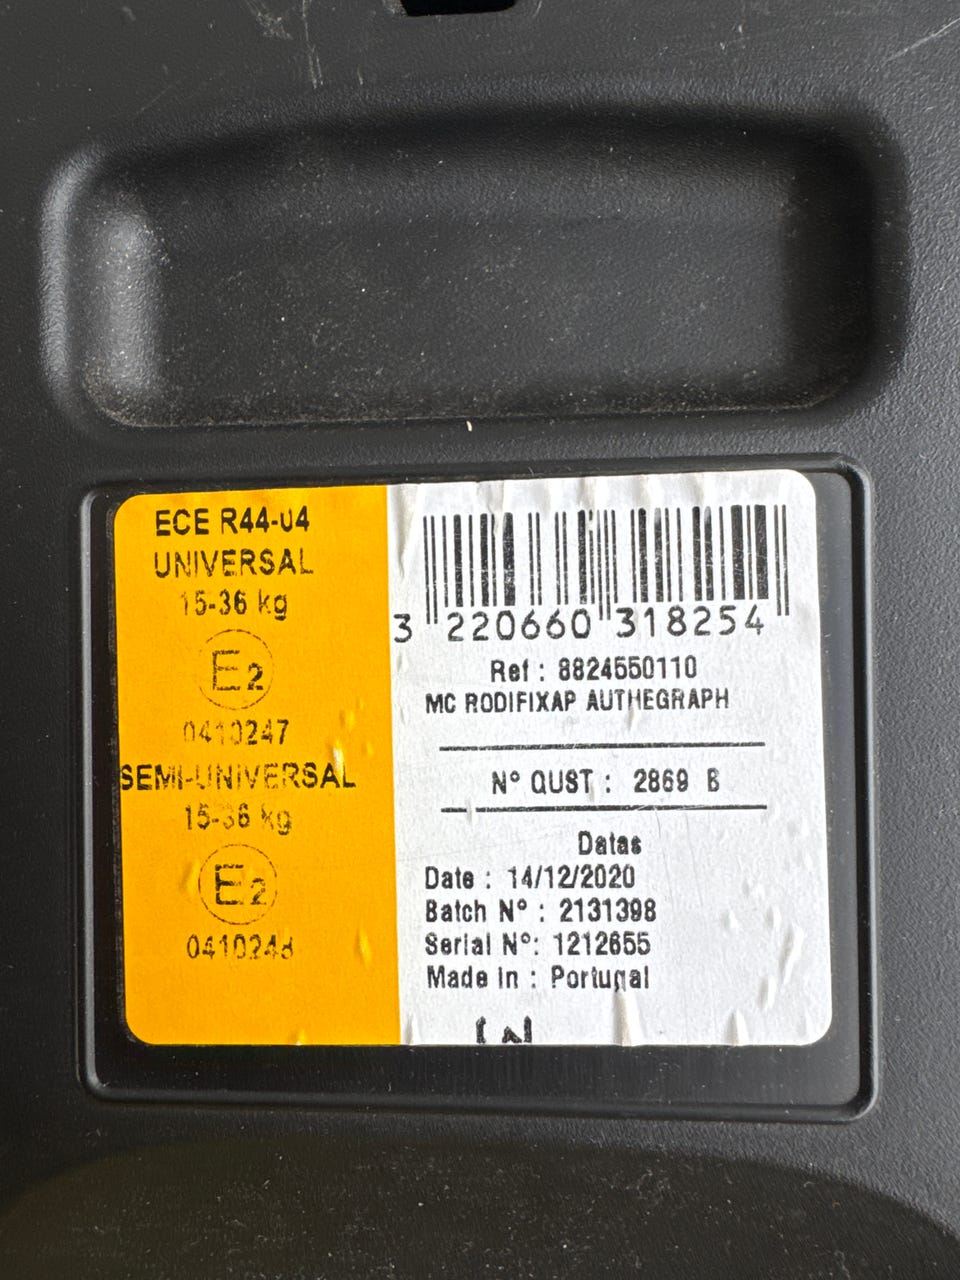 ECE R44-04
UNIVERSAL
15-36 kg
E2
0410247
SEMI-UNIVERSAL
15-36 kg
E2
0410248
3 220660 318254
Ref : 8824550110
MC RODIFIXAP AUTHEGRAPH
N° QUST : 2869 B
Datas
Date : 14/12/2020
Batch N° : 2131398
Serial N°: 1212655
Made in : Portugal